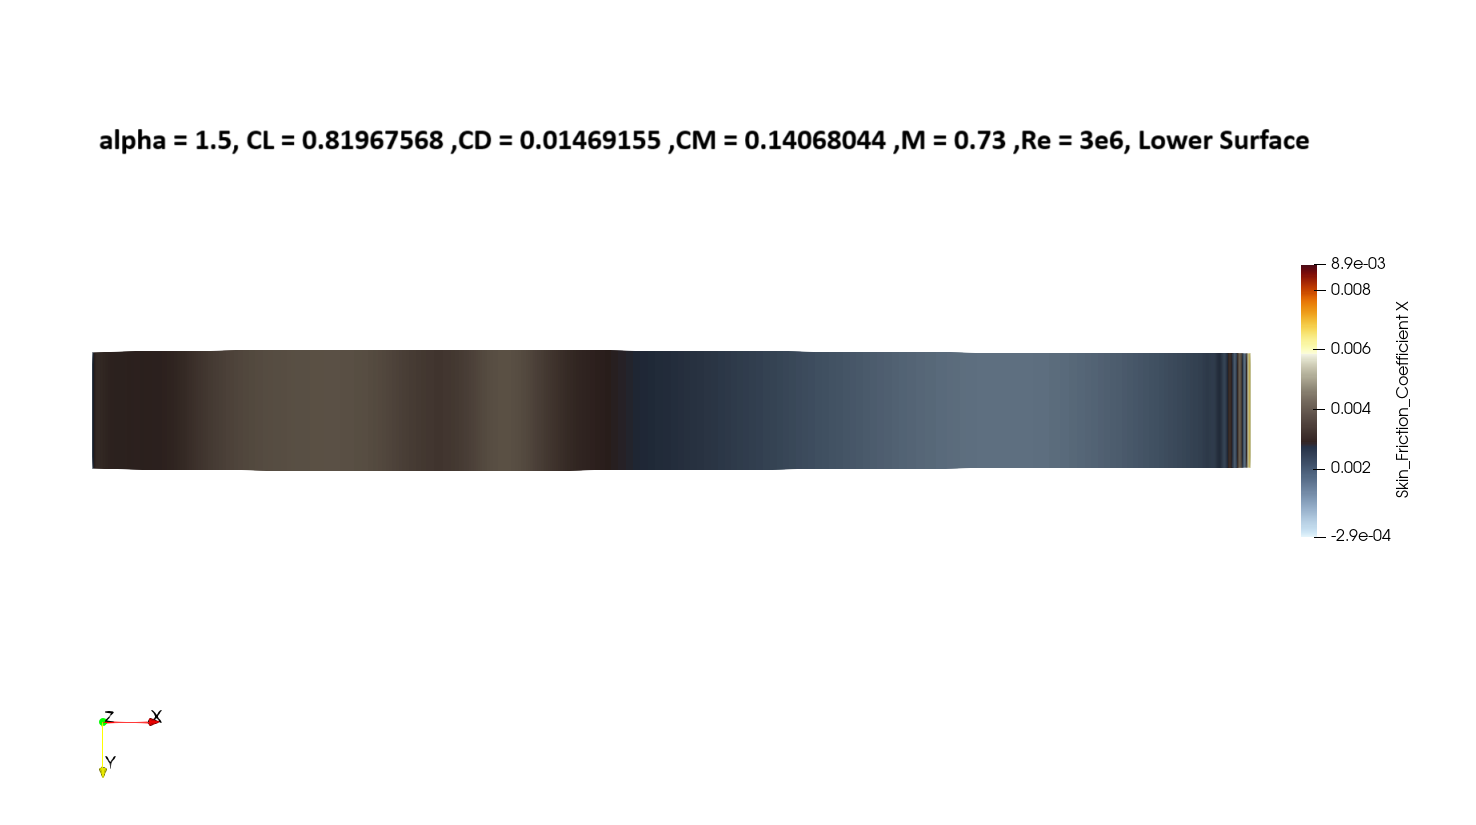 alpha = 1.5, CL = 0.81967568 ,CD = 0.01469155 ,CM = 0.14068044 ,M = 0.73 ,Re = 3e6, Lower Surface
8.9e-03
0.008
0.006
0.004
0.002
-2.9e-04
Skin_Friction_Coefficient X
Z
X
Y